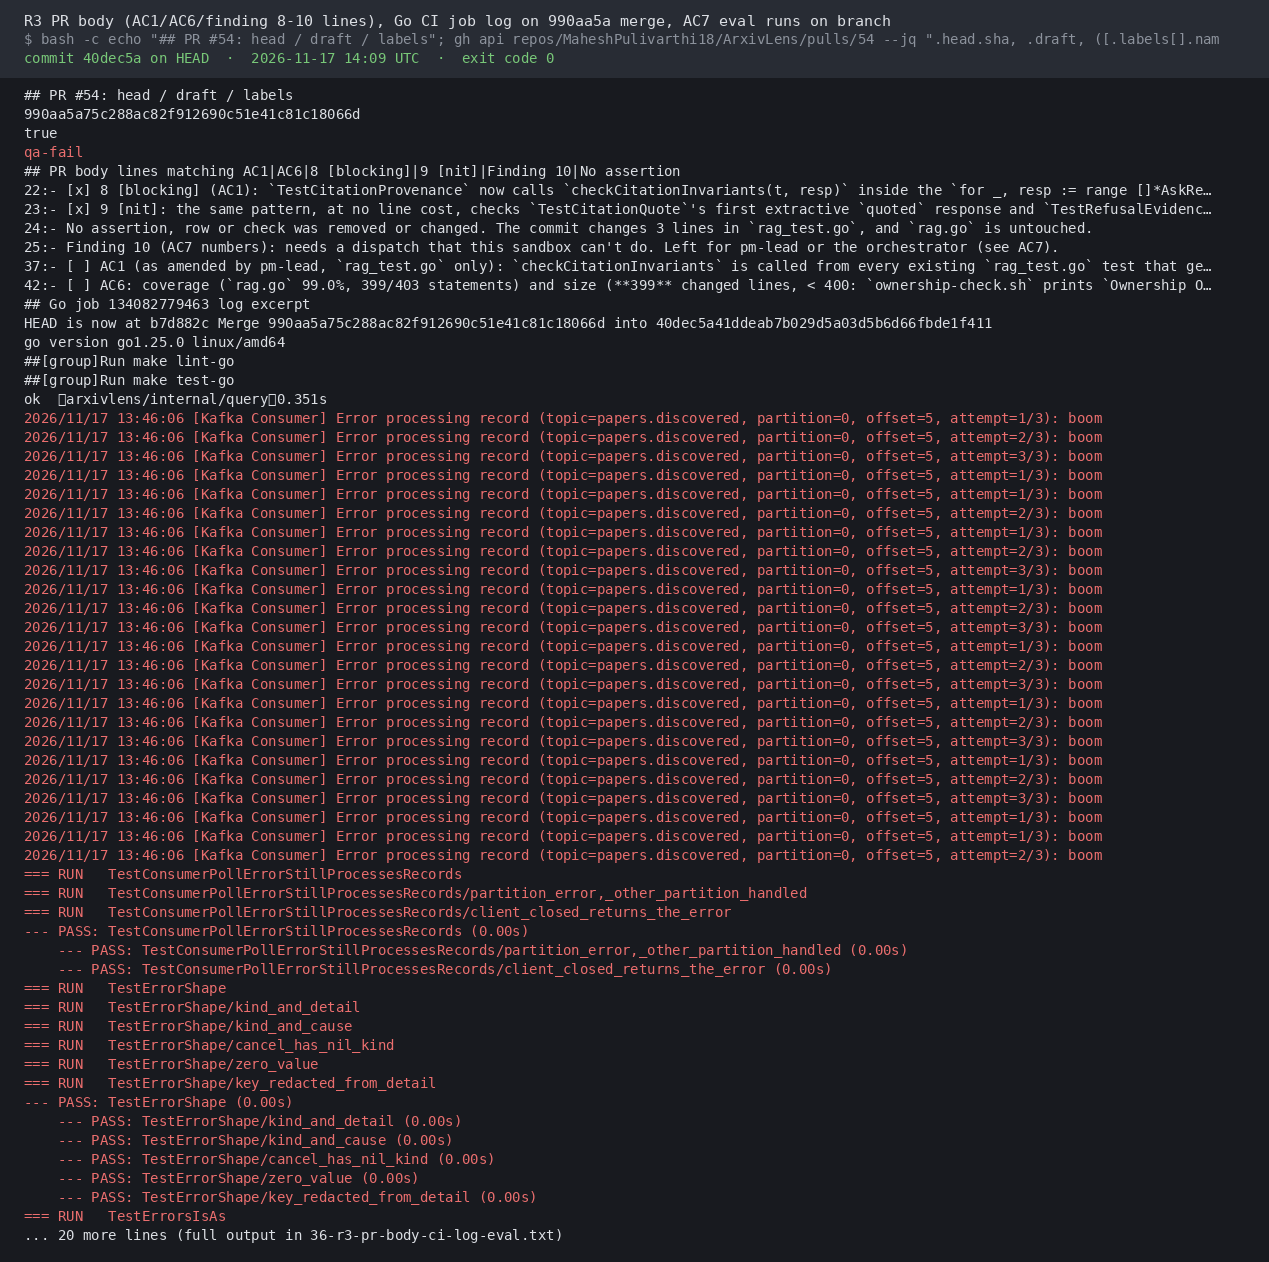 R3 PR body (AC1/AC6/finding 8-10 lines), Go CI job log on 990aa5a merge, AC7 eval runs on branch
$ bash -c echo "## PR #54: head / draft / labels"; gh api repos/MaheshPulivarthi18/ArxivLens/pulls/54 --jq ".head.sha, .draft, ([.labels[].nam
commit 40dec5a on HEAD · 2026-11-17 14:09 UTC · exit code 0
## PR #54: head / draft / labels
990aa5a75c288ac82f912690c51e41c81c18066d
true
qa-fail
## PR body lines matching AC1|AC6|8 [blocking]|9 [nit]|Finding 10|No assertion
22:- [x] 8 [blocking] (AC1): `TestCitationProvenance` now calls `checkCitationInvariants(t, resp)` inside the `for _, resp := range []*AskRe…
23:- [x] 9 [nit]: the same pattern, at no line cost, checks `TestCitationQuote`'s first extractive `quoted` response and `TestRefusalEvidenc…
24:- No assertion, row or check was removed or changed. The commit changes 3 lines in `rag_test.go`, and `rag.go` is untouched.
25:- Finding 10 (AC7 numbers): needs a dispatch that this sandbox can't do. Left for pm-lead or the orchestrator (see AC7).
37:- [ ] AC1 (as amended by pm-lead, `rag_test.go` only): `checkCitationInvariants` is called from every existing `rag_test.go` test that ge…
42:- [ ] AC6: coverage (`rag.go` 99.0%, 399/403 statements) and size (**399** changed lines, < 400: `ownership-check.sh` prints `Ownership O…
## Go job 134082779463 log excerpt
HEAD is now at b7d882c Merge 990aa5a75c288ac82f912690c51e41c81c18066d into 40dec5a41ddeab7b029d5a03d5b6d66fbde1f411
go version go1.25.0 linux/amd64
##[group]Run make lint-go
##[group]Run make test-go
ok  arxivlens/internal/query 0.351s
2026/11/17 13:46:06 [Kafka Consumer] Error processing record (topic=papers.discovered, partition=0, offset=5, attempt=1/3): boom
2026/11/17 13:46:06 [Kafka Consumer] Error processing record (topic=papers.discovered, partition=0, offset=5, attempt=2/3): boom
2026/11/17 13:46:06 [Kafka Consumer] Error processing record (topic=papers.discovered, partition=0, offset=5, attempt=3/3): boom
2026/11/17 13:46:06 [Kafka Consumer] Error processing record (topic=papers.discovered, partition=0, offset=5, attempt=1/3): boom
2026/11/17 13:46:06 [Kafka Consumer] Error processing record (topic=papers.discovered, partition=0, offset=5, attempt=1/3): boom
2026/11/17 13:46:06 [Kafka Consumer] Error processing record (topic=papers.discovered, partition=0, offset=5, attempt=2/3): boom
2026/11/17 13:46:06 [Kafka Consumer] Error processing record (topic=papers.discovered, partition=0, offset=5, attempt=1/3): boom
2026/11/17 13:46:06 [Kafka Consumer] Error processing record (topic=papers.discovered, partition=0, offset=5, attempt=2/3): boom
2026/11/17 13:46:06 [Kafka Consumer] Error processing record (topic=papers.discovered, partition=0, offset=5, attempt=3/3): boom
2026/11/17 13:46:06 [Kafka Consumer] Error processing record (topic=papers.discovered, partition=0, offset=5, attempt=1/3): boom
2026/11/17 13:46:06 [Kafka Consumer] Error processing record (topic=papers.discovered, partition=0, offset=5, attempt=2/3): boom
2026/11/17 13:46:06 [Kafka Consumer] Error processing record (topic=papers.discovered, partition=0, offset=5, attempt=3/3): boom
2026/11/17 13:46:06 [Kafka Consumer] Error processing record (topic=papers.discovered, partition=0, offset=5, attempt=1/3): boom
2026/11/17 13:46:06 [Kafka Consumer] Error processing record (topic=papers.discovered, partition=0, offset=5, attempt=2/3): boom
2026/11/17 13:46:06 [Kafka Consumer] Error processing record (topic=papers.discovered, partition=0, offset=5, attempt=3/3): boom
2026/11/17 13:46:06 [Kafka Consumer] Error processing record (topic=papers.discovered, partition=0, offset=5, attempt=1/3): boom
2026/11/17 13:46:06 [Kafka Consumer] Error processing record (topic=papers.discovered, partition=0, offset=5, attempt=2/3): boom
2026/11/17 13:46:06 [Kafka Consumer] Error processing record (topic=papers.discovered, partition=0, offset=5, attempt=3/3): boom
2026/11/17 13:46:06 [Kafka Consumer] Error processing record (topic=papers.discovered, partition=0, offset=5, attempt=1/3): boom
2026/11/17 13:46:06 [Kafka Consumer] Error processing record (topic=papers.discovered, partition=0, offset=5, attempt=2/3): boom
2026/11/17 13:46:06 [Kafka Consumer] Error processing record (topic=papers.discovered, partition=0, offset=5, attempt=3/3): boom
2026/11/17 13:46:06 [Kafka Consumer] Error processing record (topic=papers.discovered, partition=0, offset=5, attempt=1/3): boom
2026/11/17 13:46:06 [Kafka Consumer] Error processing record (topic=papers.discovered, partition=0, offset=5, attempt=1/3): boom
2026/11/17 13:46:06 [Kafka Consumer] Error processing record (topic=papers.discovered, partition=0, offset=5, attempt=2/3): boom
=== RUN   TestConsumerPollErrorStillProcessesRecords
=== RUN   TestConsumerPollErrorStillProcessesRecords/partition_error,_other_partition_handled
=== RUN   TestConsumerPollErrorStillProcessesRecords/client_closed_returns_the_error
--- PASS: TestConsumerPollErrorStillProcessesRecords (0.00s)
    --- PASS: TestConsumerPollErrorStillProcessesRecords/partition_error,_other_partition_handled (0.00s)
    --- PASS: TestConsumerPollErrorStillProcessesRecords/client_closed_returns_the_error (0.00s)
=== RUN   TestErrorShape
=== RUN   TestErrorShape/kind_and_detail
=== RUN   TestErrorShape/kind_and_cause
=== RUN   TestErrorShape/cancel_has_nil_kind
=== RUN   TestErrorShape/zero_value
=== RUN   TestErrorShape/key_redacted_from_detail
--- PASS: TestErrorShape (0.00s)
    --- PASS: TestErrorShape/kind_and_detail (0.00s)
    --- PASS: TestErrorShape/kind_and_cause (0.00s)
    --- PASS: TestErrorShape/cancel_has_nil_kind (0.00s)
    --- PASS: TestErrorShape/zero_value (0.00s)
    --- PASS: TestErrorShape/key_redacted_from_detail (0.00s)
=== RUN   TestErrorsIsAs
... 20 more lines (full output in 36-r3-pr-body-ci-log-eval.txt)